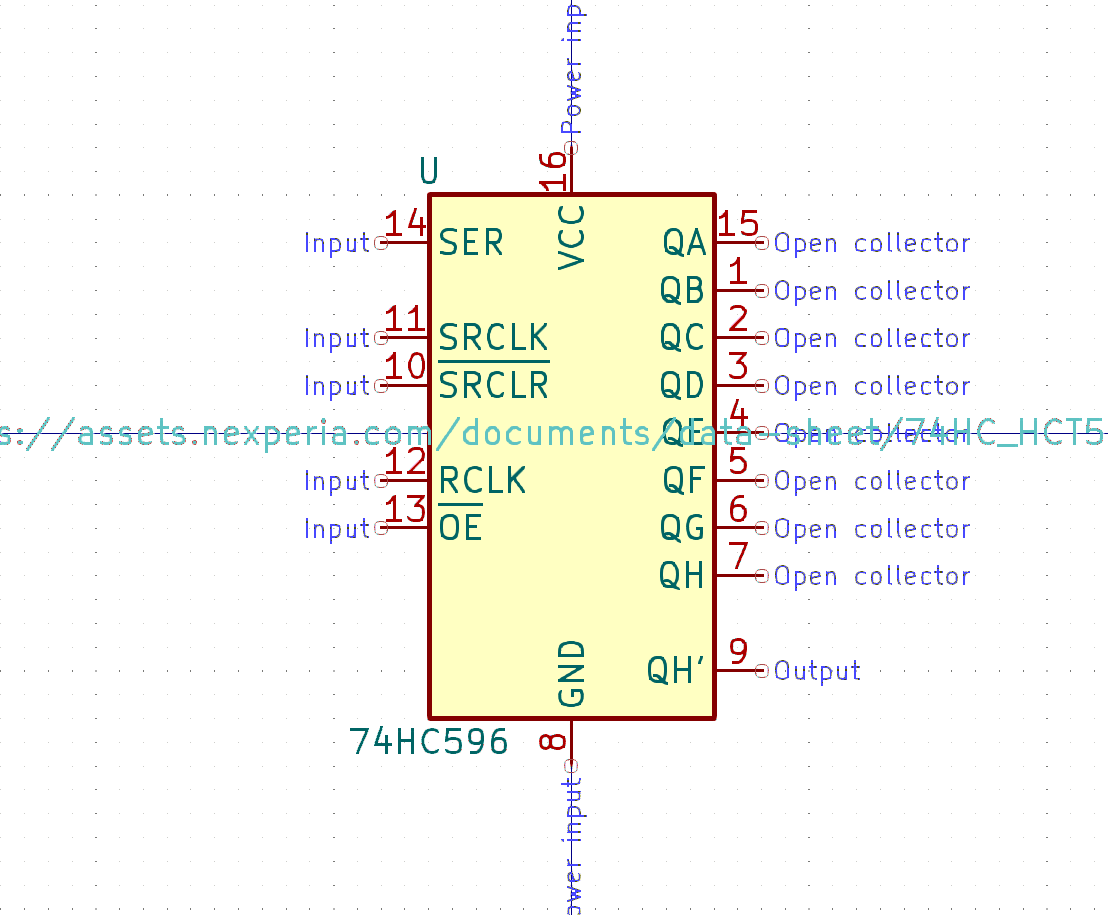 Power inp
16
U
VCC
14
15
Input
SER
QA
Open collector
1
QB
Open collector
11
2
Input
SRCLK
QC
Open collector
10
3
Input
SRCLR
QD
Open collector
4
s://assets.nexperia.com/documents/data-sheet/74HC_HCT5
QE
Open collector
12
5
Input
RCLK
QF
Open collector
13
6
Input
OE
QG
Open collector
7
QH
Open collector
9
GND
QH'
Output
74HC596
8
ower input